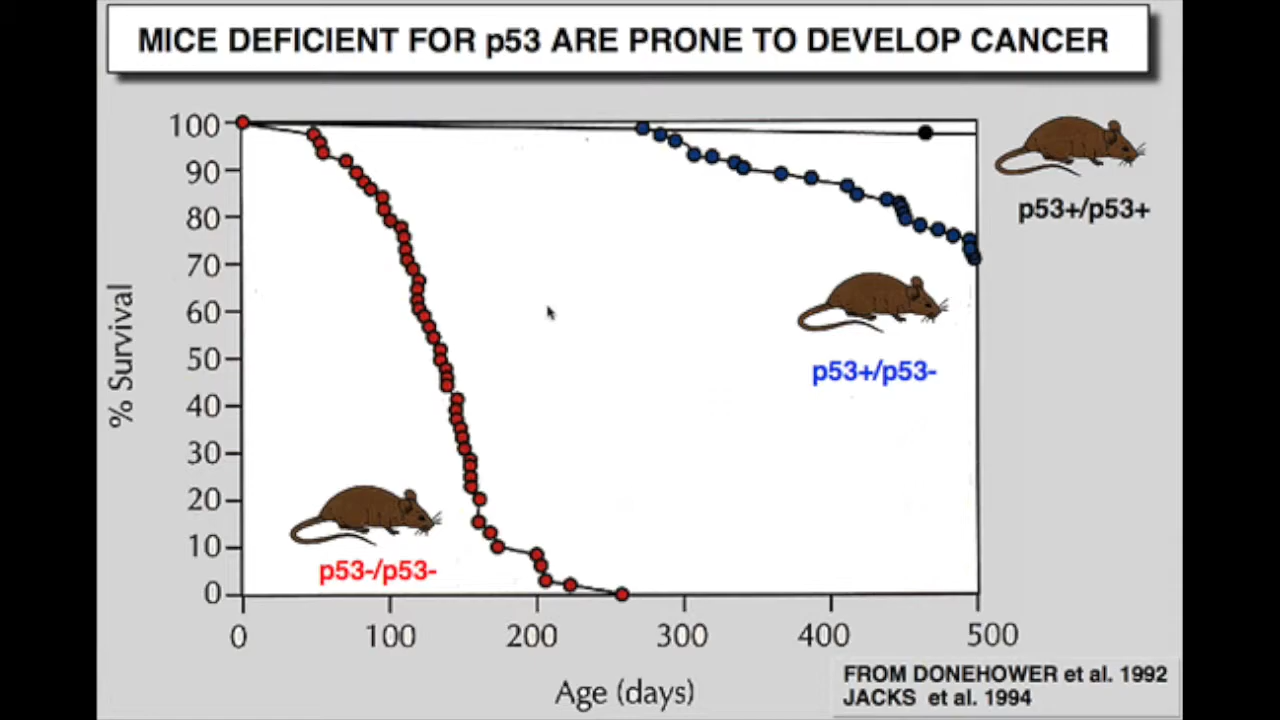 MICE DEFICIENT FOR p53 ARE PRONE TO DEVELOP CANCER
100
90
80
70
60
50
40
30
20
10
0
% Survival
p53+/p53+
p53+/p53-
p53-/p53-
0 100 200 300 400 500
Age (days)
FROM DONEHOWER et al. 1992
JACKS et al. 1994